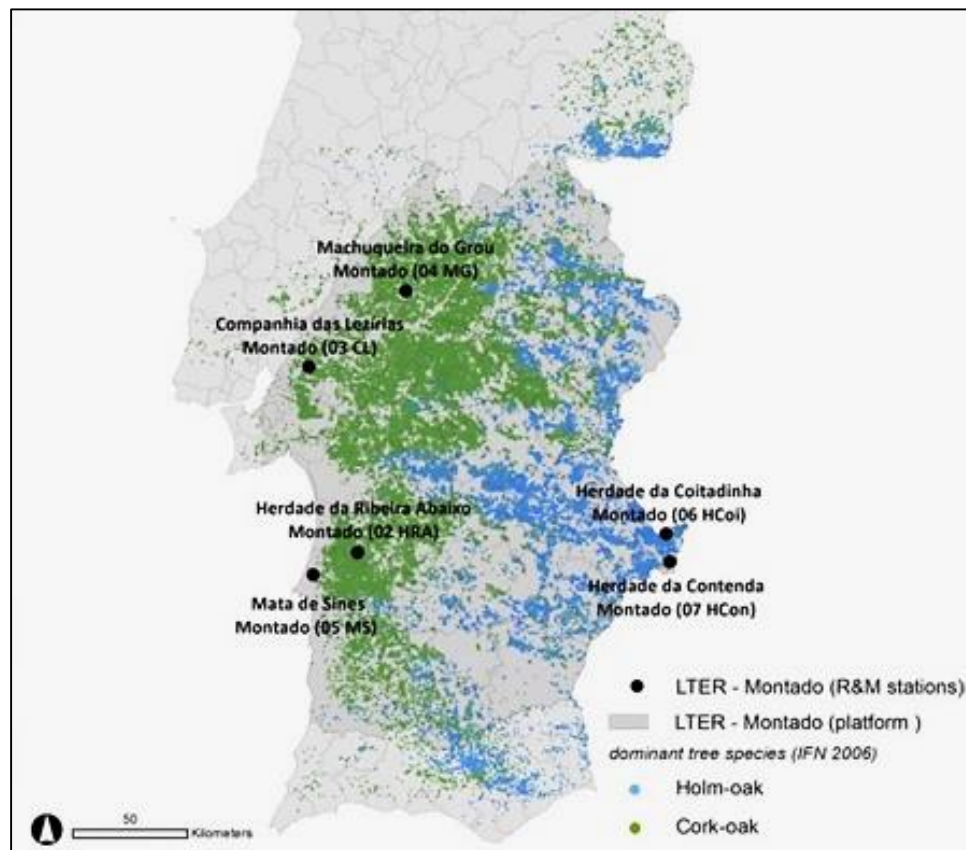 Machuqueira do Grou
Montado (04 MG)
Companhia das Lezírias
Montado (03 CL)
Herdade da Ribeira Abaixo
Montado (02 HRA)
Mata de Sines
Montado (05 MS)
Herdade da Coitadinha
Montado (06 HCoi)
Herdade da Contenda
Montado (07 HCon)
LTER - Montado (R&M stations)
LTER - Montado (platform )
dominant tree species (IFN 2006)
Holm-oak
Cork-oak
50
Kilometers